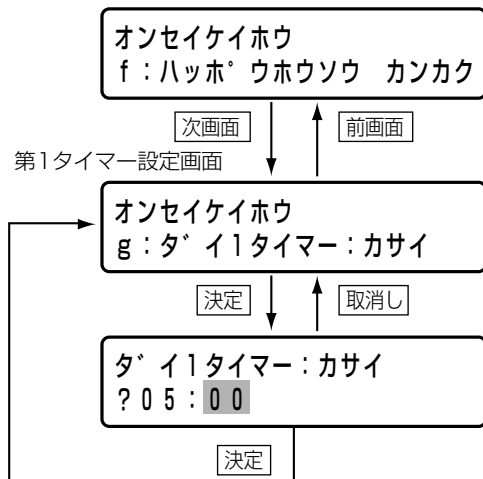 オンセイケイホウ
f：ハッホ゜ウホウソウ　カンカク
次画面　前画面
第1タイマー設定画面
オンセイケイホウ
g：タ゛イ1タイマー：カサイ
決定　取消し
タ゛イ1タイマー：カサイ
？05：00
決定